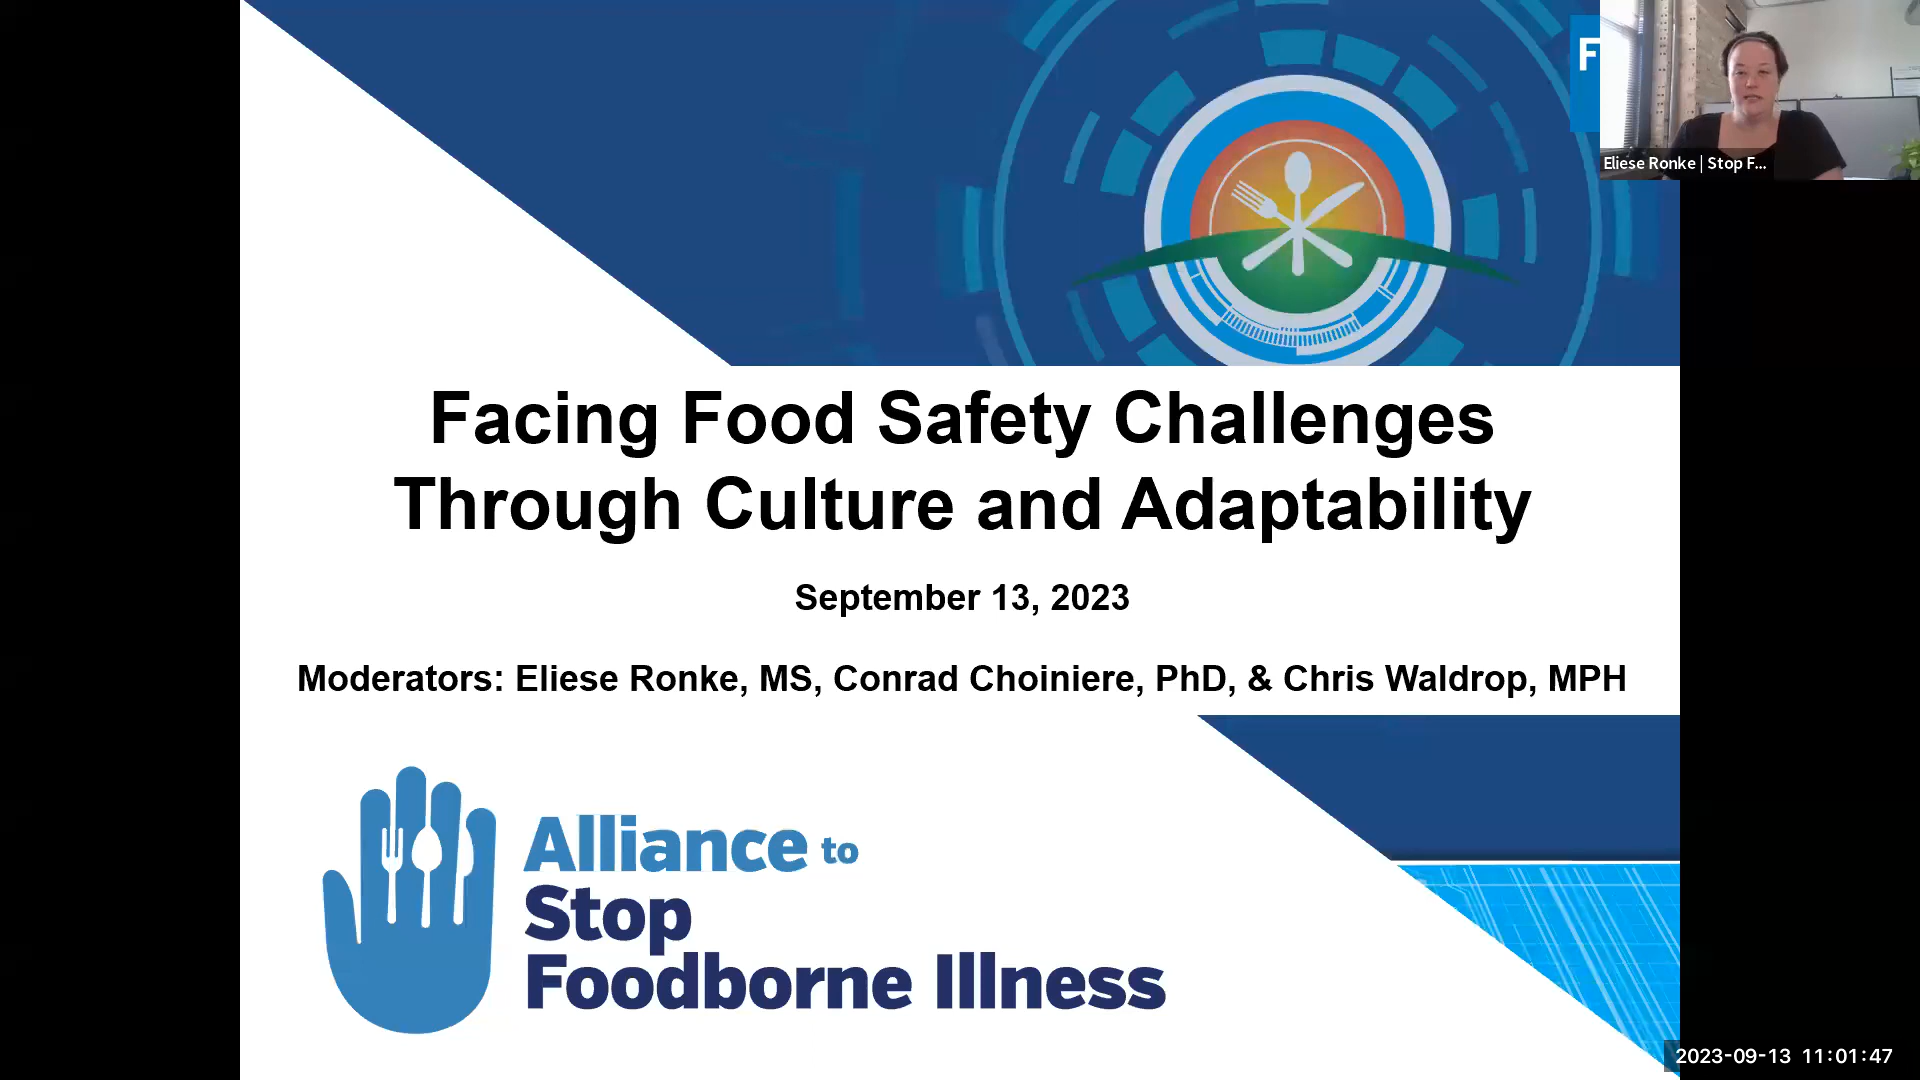 F
Eliese Ronke | Stop F...
Facing Food Safety Challenges
Through Culture and Adaptability
September 13, 2023
Moderators: Eliese Ronke, MS, Conrad Choiniere, PhD, & Chris Waldrop, MPH
Alliance to
Stop
Foodborne Illness
2023-09-13 11:01:47